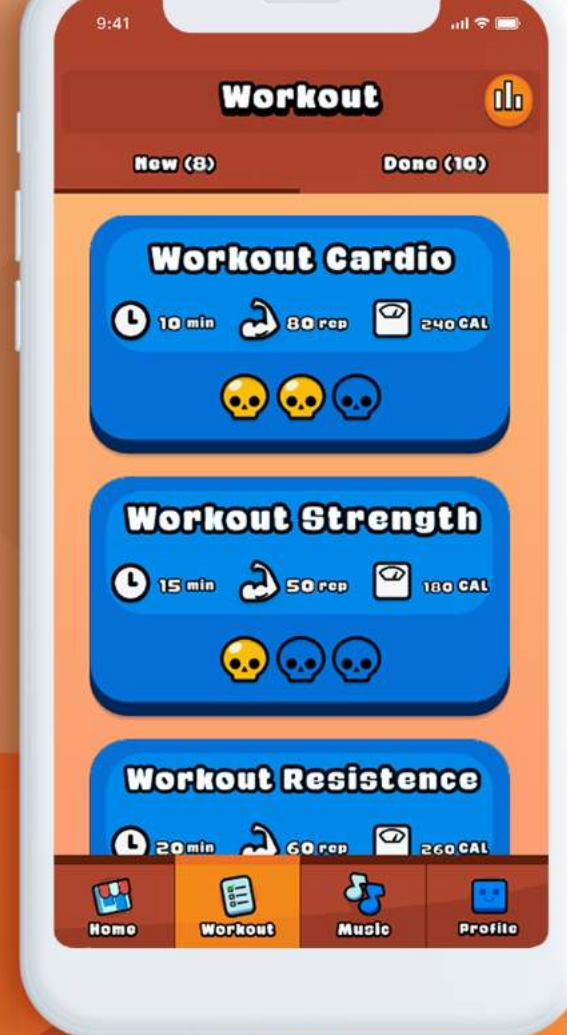 9:41
Workout
New (8) Done (10)
Workout Cardio
10 min 80 rep 240 CAL
Workout Strength
15 min 50 rep 180 CAL
Workout Resistence
20 min 60 rep 260 CAL
Home Workout Music Profile